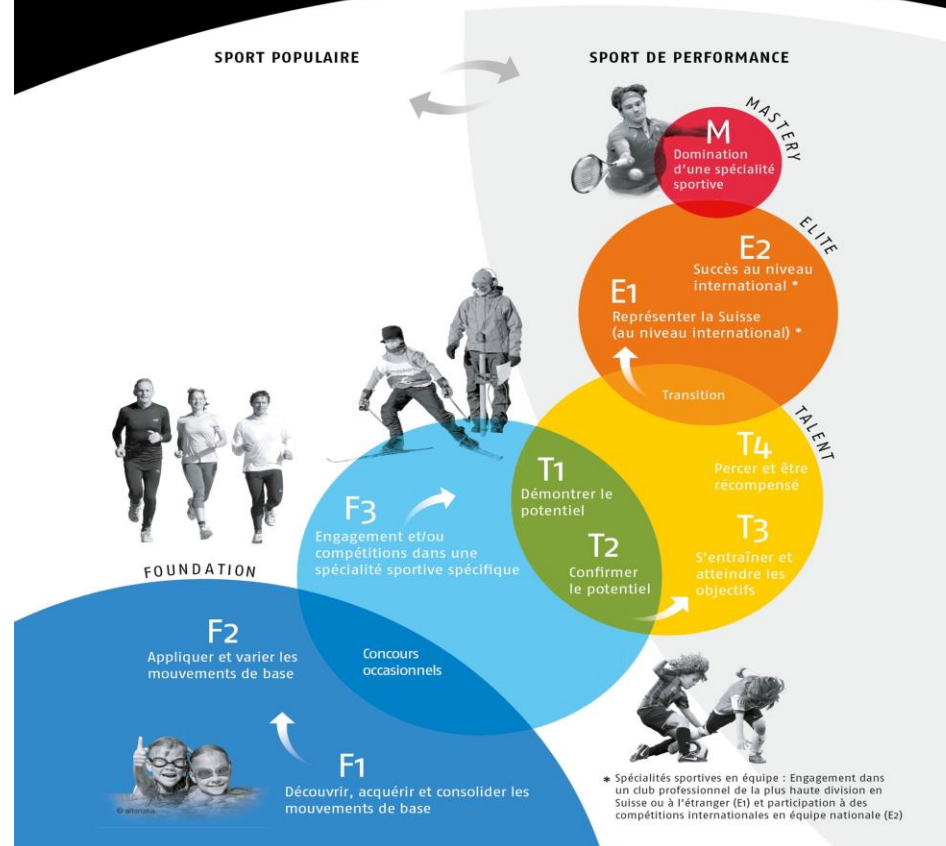 SPORT POPULAIRE
SPORT DE PERFORMANCE
MASTERY
M
Domination
d'une spécialité
sportive
ELITE
E2
Succès au niveau
international *
E1
Représenter la Suisse
(au niveau international) *
Transition
TALENT
T4
Percer et être
récompensé
T1
Démontrer le
potentiel
T3
S'entraîner et
atteindre les
objectifs
T2
Confirmer
le potentiel
F3
Engagement et/ou
compétitions dans une
spécialité sportive spécifique
FOUNDATION
F2
Appliquer et varier les
mouvements de base
Concours
occasionnels
F1
Découvrir, acquérir et consolider les
mouvements de base
* Spécialités sportives en équipe : Engagement dans
un club professionnel de la plus haute division en
Suisse ou à l'étranger (E1) et participation à des
compétitions internationales en équipe nationale (E2)